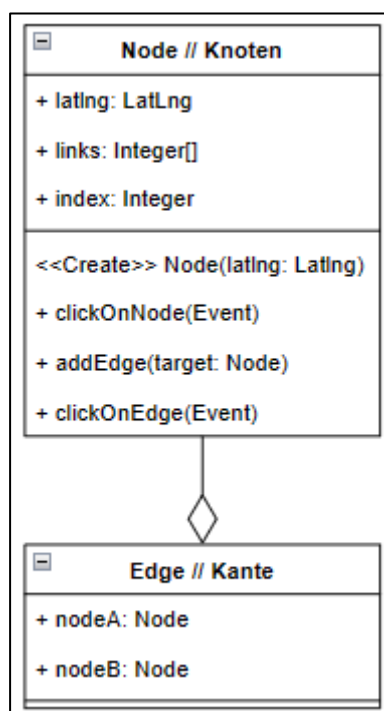 Node // Knoten
+ latlng: LatLng
+ links: Integer[]
+ index: Integer
<<Create>> Node(latlng: Latlng)
+ clickOnNode(Event)
+ addEdge(target: Node)
+ clickOnEdge(Event)
Edge // Kante
+ nodeA: Node
+ nodeB: Node